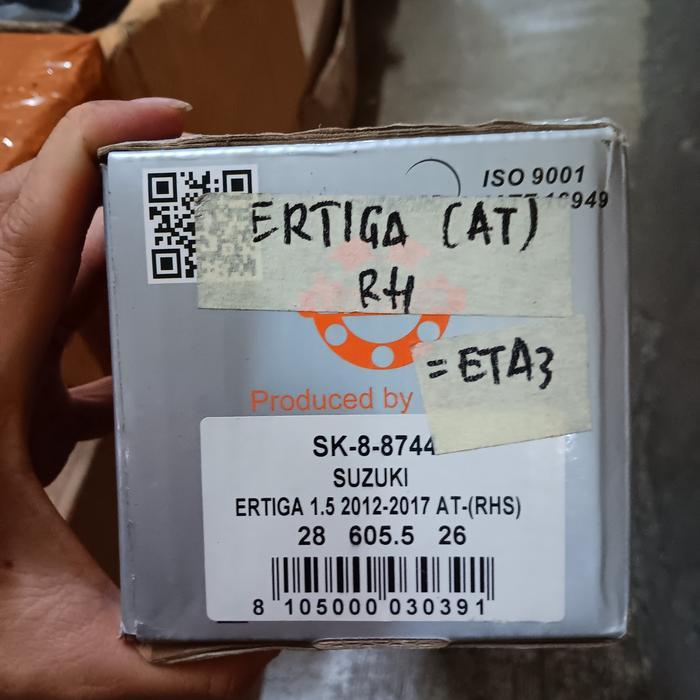 ISO 9001
16949
ERTIGA (AT)
RH
= ETA3
Produced by
SK-8-8744
SUZUKI
ERTIGA 1.5 2012-2017 AT-(RHS)
28 605.5 26
8 105000 030391